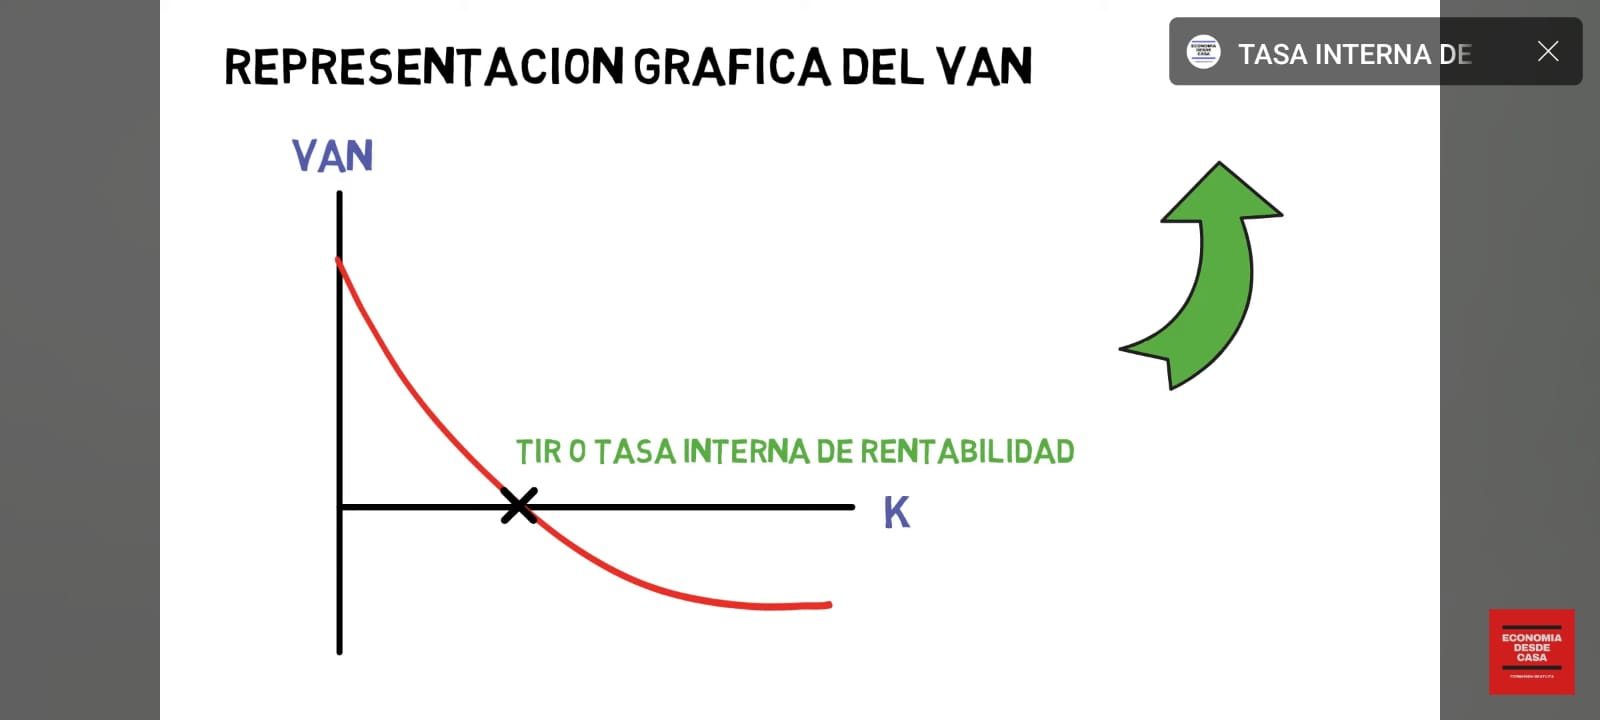 REPRESENTACION GRAFICA DEL VAN
TASA INTERNA DE
VAN
TIR O TASA INTERNA DE RENTABILIDAD
K
ECONOMIA
DESDE
CASA